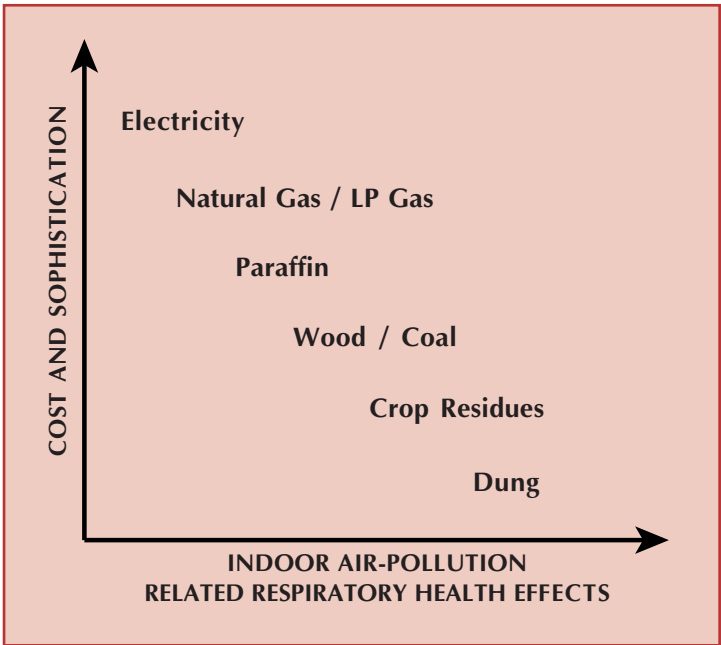 COST AND SOPHISTICATION
Electricity
Natural Gas / LP Gas
Paraffin
Wood / Coal
Crop Residues
Dung
INDOOR AIR-POLLUTION
RELATED RESPIRATORY HEALTH EFFECTS